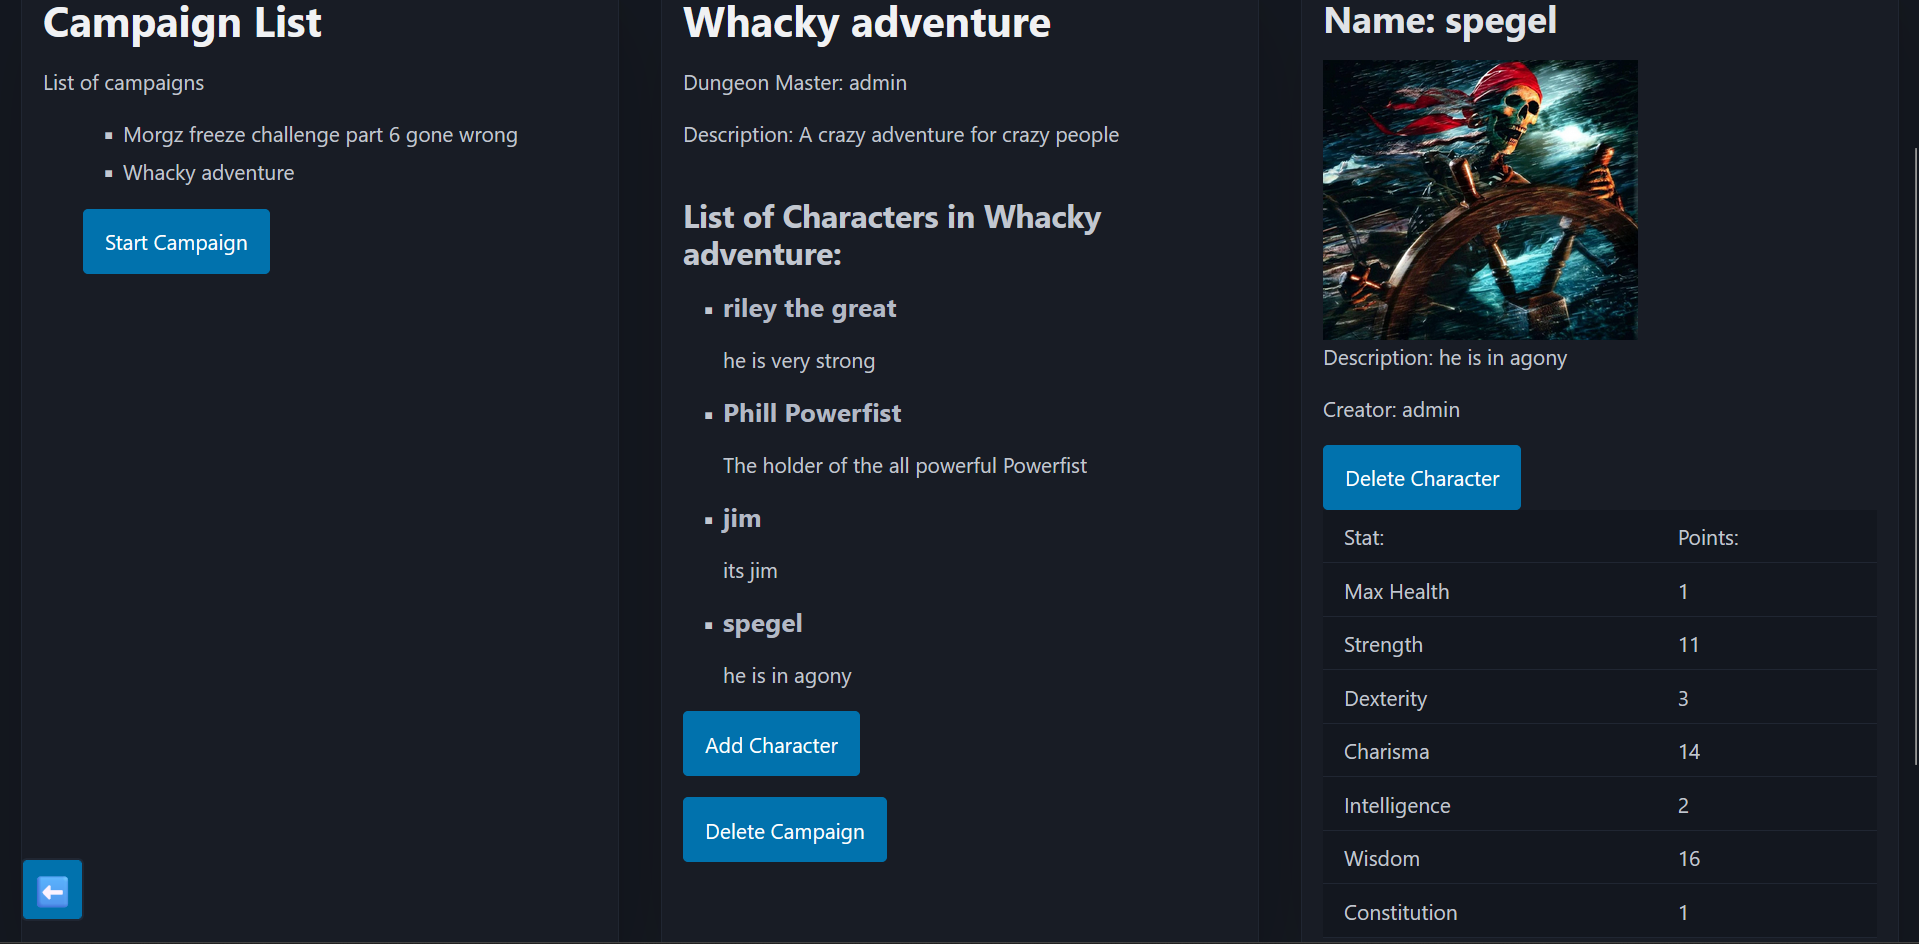 Campaign List
List of campaigns
Morgz freeze challenge part 6 gone wrong
Whacky adventure
Start Campaign
Whacky adventure
Dungeon Master: admin
Description: A crazy adventure for crazy people
List of Characters in Whacky
adventure:
riley the great
he is very strong
Phill Powerfist
The holder of the all powerful Powerfist
jim
its jim
spegel
he is in agony
Add Character
Delete Campaign
Name: spegel
Description: he is in agony
Creator: admin
Delete Character
Stat: Points:
Max Health 1
Strength 11
Dexterity 3
Charisma 14
Intelligence 2
Wisdom 16
Constitution 1